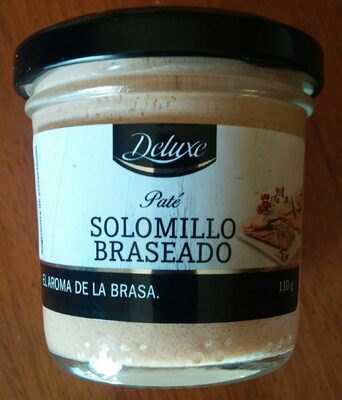 Deluxe
Paté
SOLOMILLO
BRASEADO
EL AROMA DE LA BRASA.
110 g